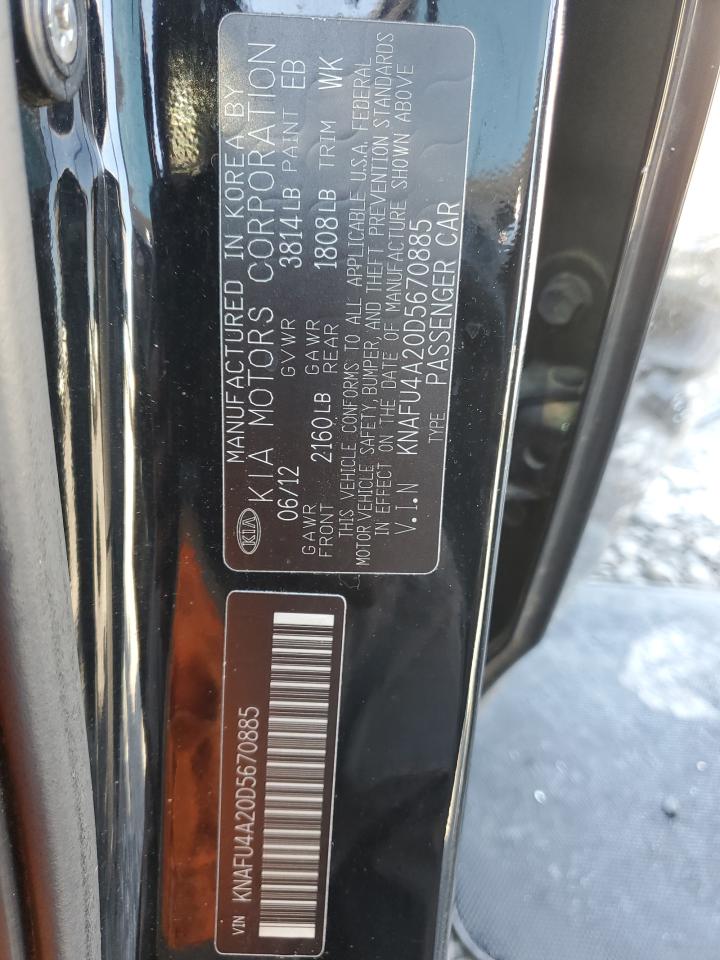 KIA
MANUFACTURED IN KOREA BY
KIA MOTORS CORPORATION
06/12 GVWR 3814LB PAINT EB
GAWR FRONT 2160LB GAWR REAR 1808LB TRIM WK
THIS VEHICLE CONFORMS TO ALL APPLICABLE U.S.A. FEDERAL
MOTOR VEHICLE SAFETY, BUMPER, AND THEFT PREVENTION STANDARDS
IN EFFECT ON THE DATE OF MANUFACTURE SHOWN ABOVE
V.I.N KNAFU4A20D5670885
TYPE PASSENGER CAR
VIN KNAFU4A20D5670885